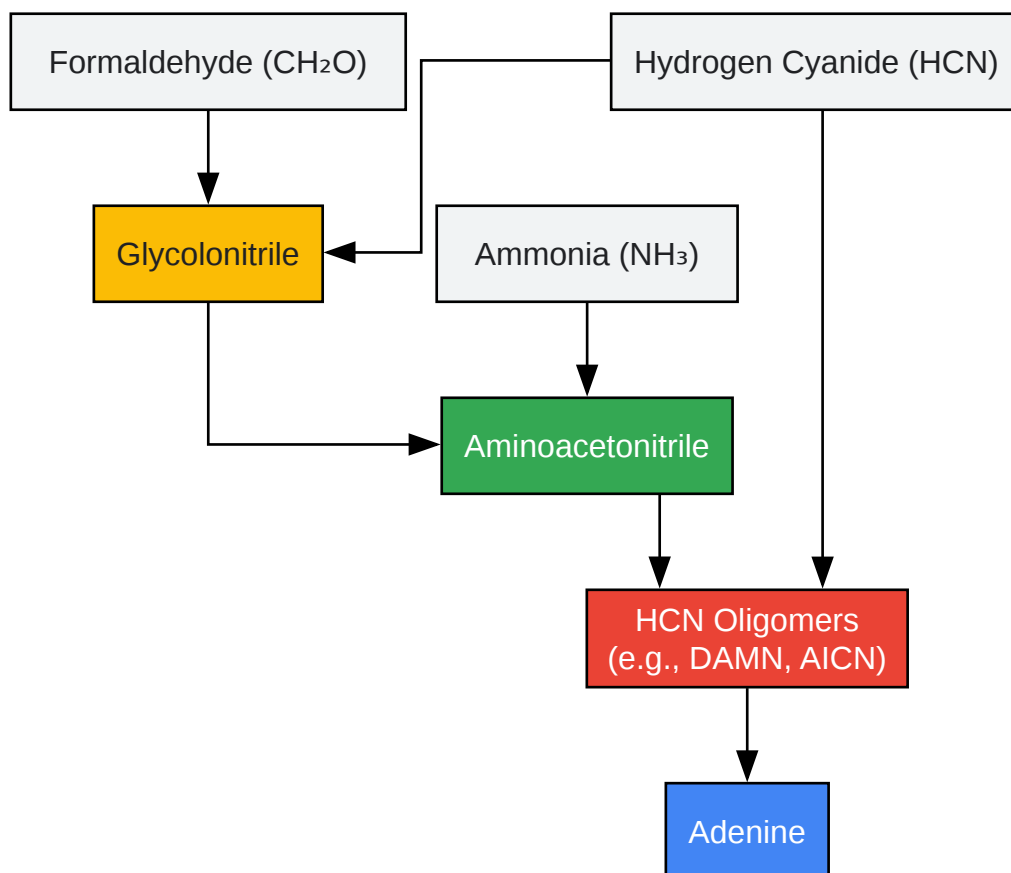 Formaldehyde (CH₂O)
Hydrogen Cyanide (HCN)
Glycolonitrile
Ammonia (NH₃)
Aminoacetonitrile
HCN Oligomers
(e.g., DAMN, AICN)
Adenine